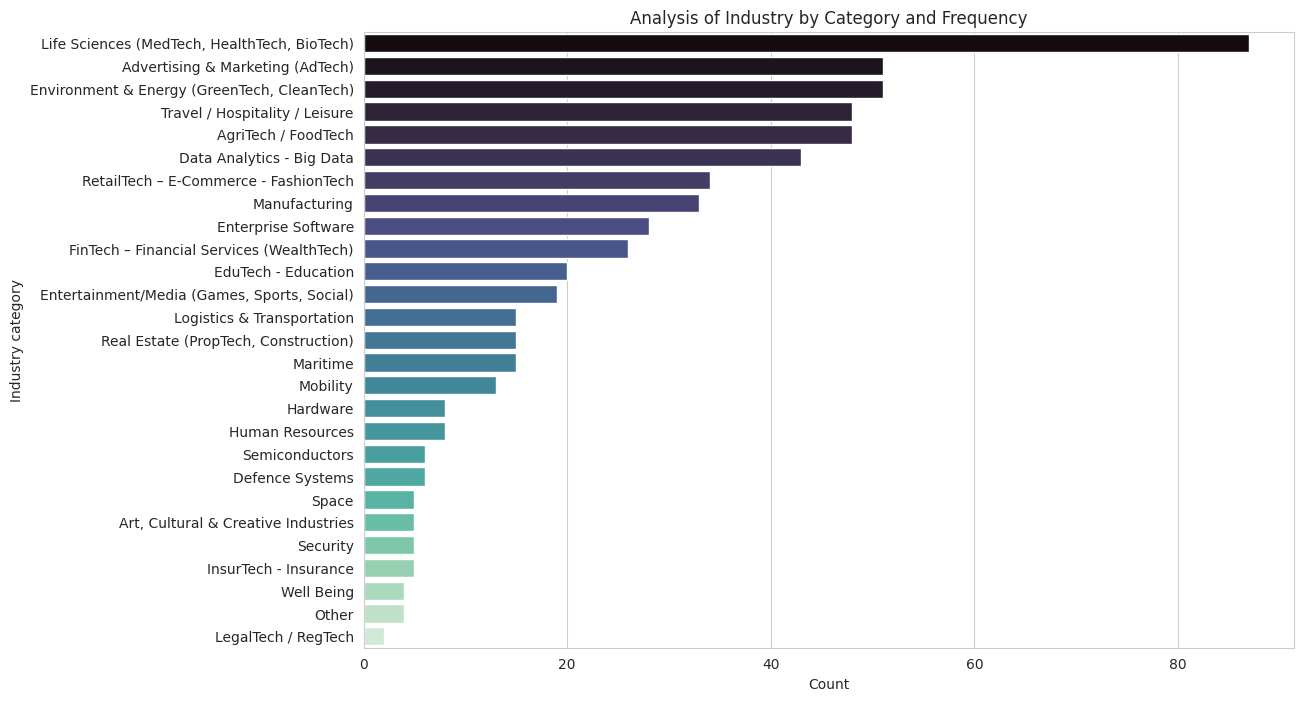 Analysis of Industry by Category and Frequency
Industry category
Life Sciences (MedTech, HealthTech, BioTech)
Advertising & Marketing (AdTech)
Environment & Energy (GreenTech, CleanTech)
Travel / Hospitality / Leisure
AgriTech / FoodTech
Data Analytics - Big Data
RetailTech – E-Commerce - FashionTech
Manufacturing
Enterprise Software
FinTech – Financial Services (WealthTech)
EduTech - Education
Entertainment/Media (Games, Sports, Social)
Logistics & Transportation
Real Estate (PropTech, Construction)
Maritime
Mobility
Hardware
Human Resources
Semiconductors
Defence Systems
Space
Art, Cultural & Creative Industries
Security
InsurTech - Insurance
Well Being
Other
LegalTech / RegTech
0 20 40 60 80
Count